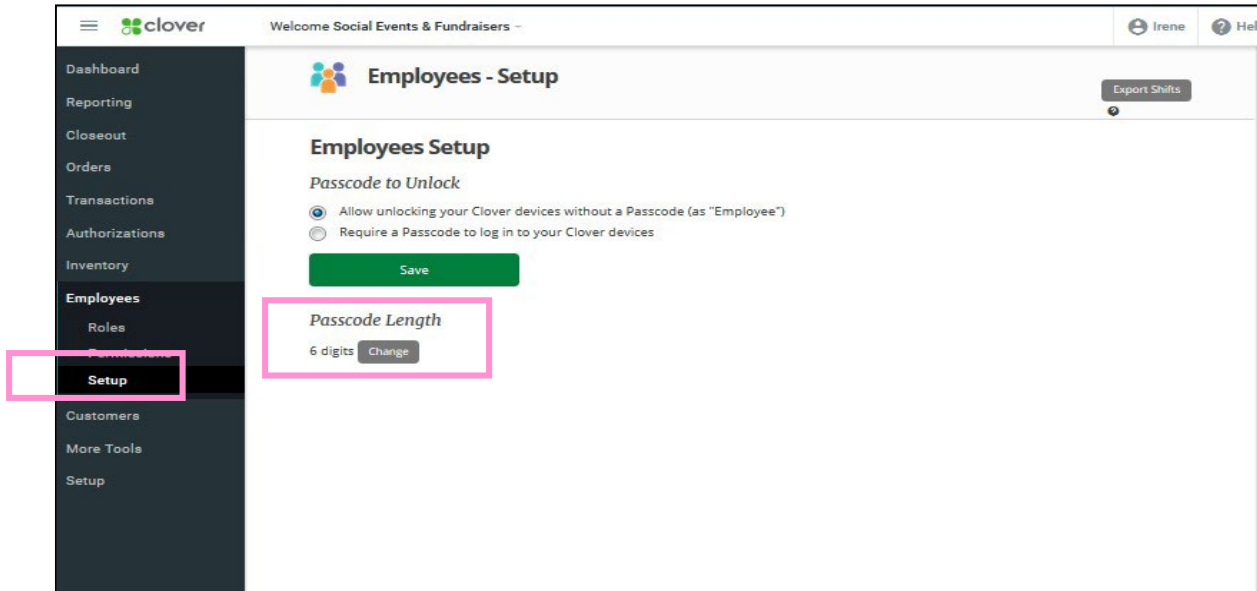 clover
Welcome Social Events & Fundraisers
Irene
Hel
Dashboard
Reporting
Closeout
Orders
Transactions
Authorizations
Inventory
Employees
Roles
Permissions
Setup
Customers
More Tools
Setup
Employees - Setup
Export Shifts
Employees Setup
Passcode to Unlock
Allow unlocking your Clover devices without a Passcode (as "Employee")
Require a Passcode to log in to your Clover devices
Save
Passcode Length
6 digits Change